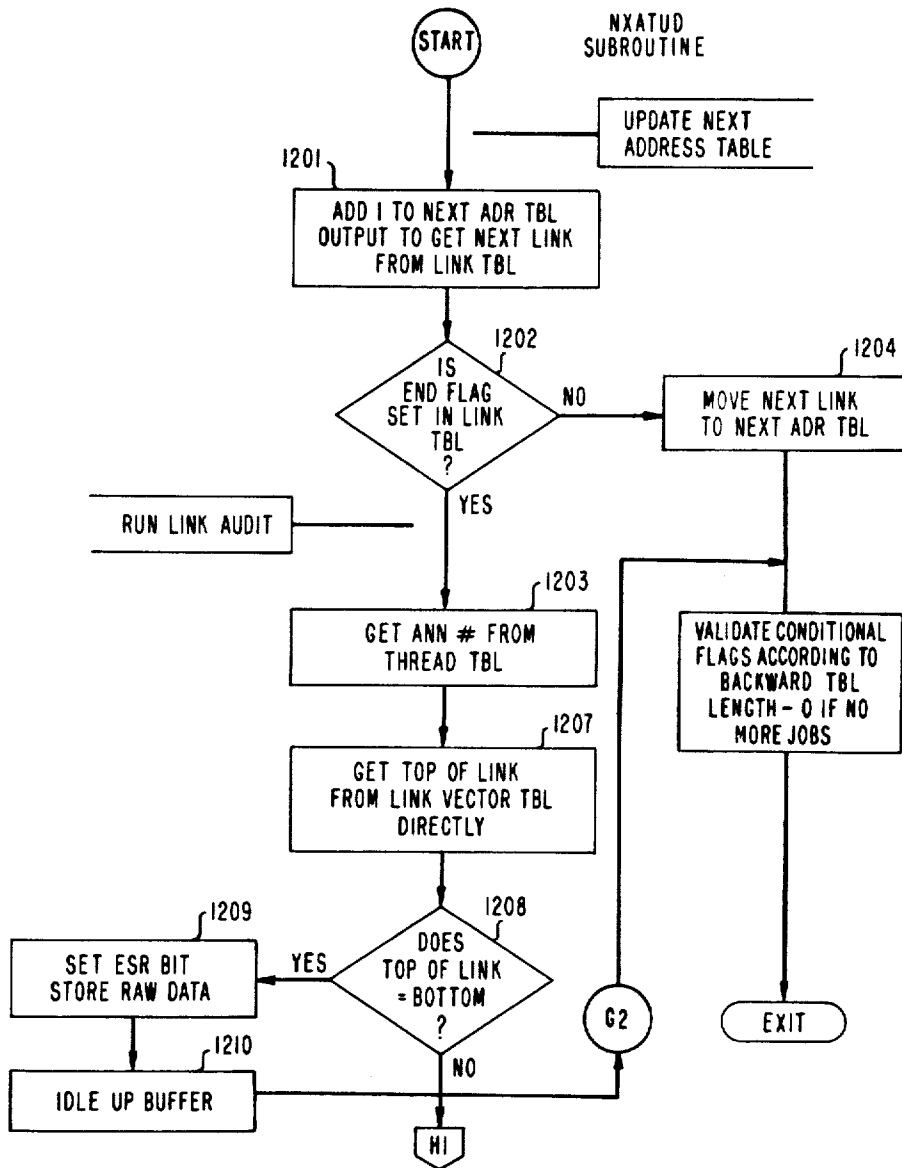 START
NXATUD
SUBROUTINE
UPDATE NEXT
ADDRESS TABLE
1201
ADD 1 TO NEXT ADR TBL
OUTPUT TO GET NEXT LINK
FROM LINK TBL
1202
IS
END FLAG
SET IN LINK
TBL
?
NO
YES
1204
MOVE NEXT LINK
TO NEXT ADR TBL
RUN LINK AUDIT
1203
GET ANN # FROM
THREAD TBL
VALIDATE CONDITIONAL
FLAGS ACCORDING TO
BACKWARD TBL
LENGTH - 0 IF NO
MORE JOBS
1207
GET TOP OF LINK
FROM LINK VECTOR TBL
DIRECTLY
1208
DOES
TOP OF LINK
=BOTTOM
?
YES
NO
1209
SET ESR BIT
STORE RAW DATA
G2
EXIT
1210
IDLE UP BUFFER
H1